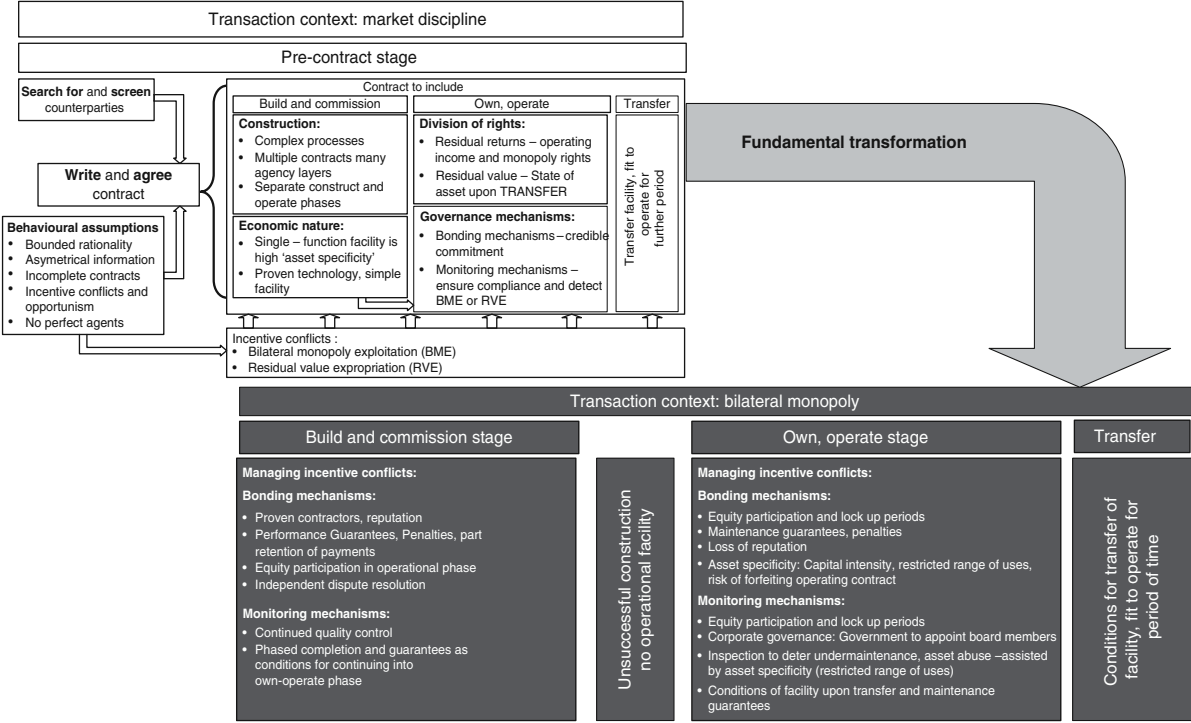 Transaction context: market discipline
Pre-contract stage
Search for and screen
counterparties
Write and agree
contract
Behavioural assumptions
• Bounded rationality
• Asymetrical information
• Incomplete contracts
• Incentive conflicts and
opportunism
• No perfect agents
Contract to include
Build and commission
Construction:
• Complex processes
• Multiple contracts many
agency layers
• Separate construct and
operate phases
Economic nature:
• Single – function facility is
high ‘asset specificity’
• Proven technology, simple
facility
Own, operate
Division of rights:
• Residual returns – operating
income and monopoly rights
• Residual value – State of
asset upon TRANSFER
Governance mechanisms:
• Bonding mechanisms – credible
commitment
• Monitoring mechanisms –
ensure compliance and detect
BME or RVE
Transfer
Transfer facility, fit to
operate for
further period
Incentive conflicts :
• Bilateral monopoly exploitation (BME)
• Residual value expropriation (RVE)
Fundamental transformation
Transaction context: bilateral monopoly
Build and commission stage
Managing incentive conflicts:
Bonding mechanisms:
• Proven contractors, reputation
• Performance Guarantees, Penalties, part
retention of payments
• Equity participation in operational phase
• Independent dispute resolution
Monitoring mechanisms:
• Continued quality control
• Phased completion and guarantees as
conditions for continuing into
own-operate phase
Unsuccessful construction
no operational facility
Own, operate stage
Managing incentive conflicts:
Bonding mechanisms:
• Equity participation and lock up periods
• Maintenance guarantees, penalties
• Loss of reputation
• Asset specificity: Capital intensity, restricted range of uses,
risk of forfeiting operating contract
Monitoring mechanisms:
• Equity participation and lock up periods
• Corporate governance: Government to appoint board members
• Inspection to deter undermaintenance, asset abuse –assisted
by asset specificity (restricted range of uses)
• Conditions of facility upon transfer and maintenance
guarantees
Transfer
Conditions for transfer of
facility, fit to operate for
period of time